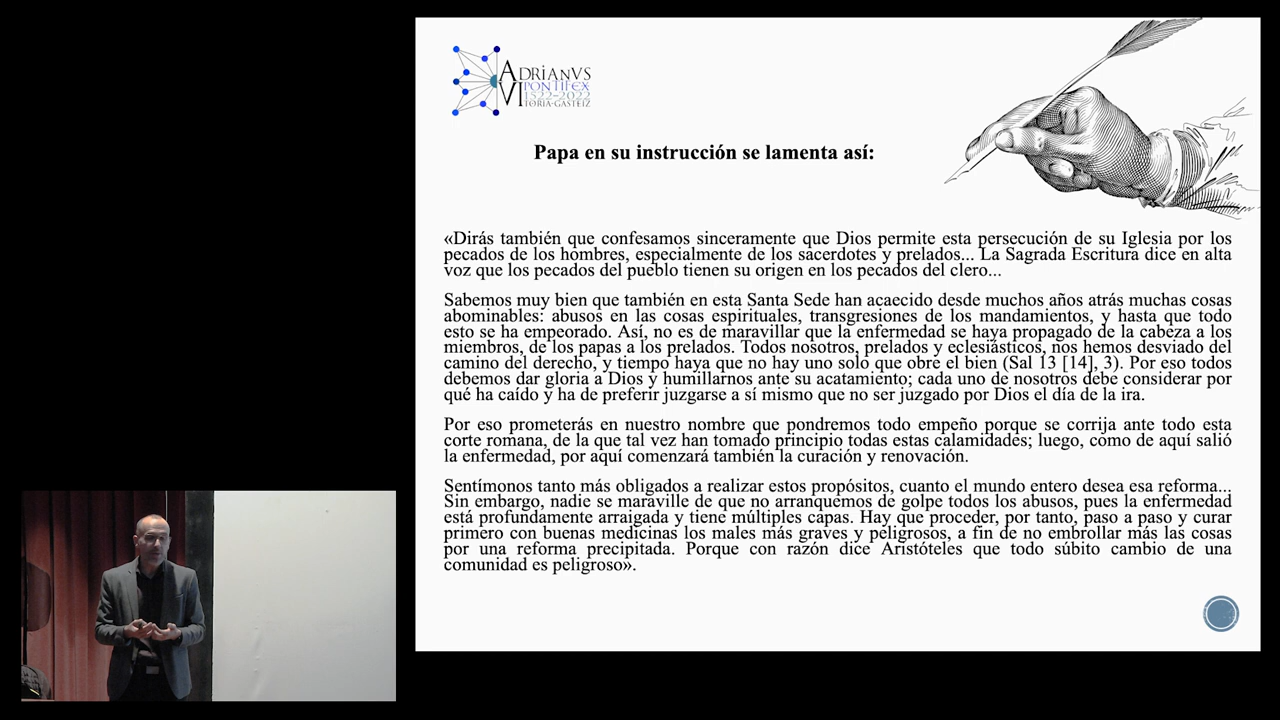 ADRIANVS
VI PONTIFEX
1522-2022
VITORIA-GASTEIZ
Papa en su instrucción se lamenta así:
«Dirás también que confesamos sinceramente que Dios permite esta persecución de su Iglesia por los
pecados de los hombres, especialmente de los sacerdotes y prelados... La Sagrada Escritura dice en alta
voz que los pecados del pueblo tienen su origen en los pecados del clero...
Sabemos muy bien que también en esta Santa Sede han acaecido desde muchos años atrás muchas cosas
abominables: abusos en las cosas espirituales, transgresiones de los mandamientos, y hasta que todo
esto se ha empeorado. Así, no es de maravillar que la enfermedad se haya propagado de la cabeza a los
miembros, de los papas a los prelados. Todos nosotros, prelados y eclesiásticos, nos hemos desviado del
camino del derecho, y tiempo haya que no hay uno solo que obre el bien (Sal 13 [14], 3). Por eso todos
debemos dar gloria a Dios y humillarnos ante su acatamiento; cada uno de nosotros debe considerar por
qué ha caído y ha de preferir juzgarse a sí mismo que no ser juzgado por Dios el día de la ira.
Por eso prometerás en nuestro nombre que pondremos todo empeño porque se corrija ante todo esta
corte romana, de la que tal vez han tomado principio todas estas calamidades; luego, como de aquí salió
la enfermedad, por aquí comenzará también la curación y renovación.
Sentímonos tanto más obligados a realizar estos propósitos, cuanto el mundo entero desea esa reforma...
Sin embargo, nadie se maraville de que no arranquemos de golpe todos los abusos, pues la enfermedad
está profundamente arraigada y tiene múltiples capas. Hay que proceder, por tanto, paso a paso y curar
primero con buenas medicinas los males más graves y peligrosos, a fin de no embrollar más las cosas
por una reforma precipitada. Porque con razón dice Aristóteles que todo súbito cambio de una
comunidad es peligroso».